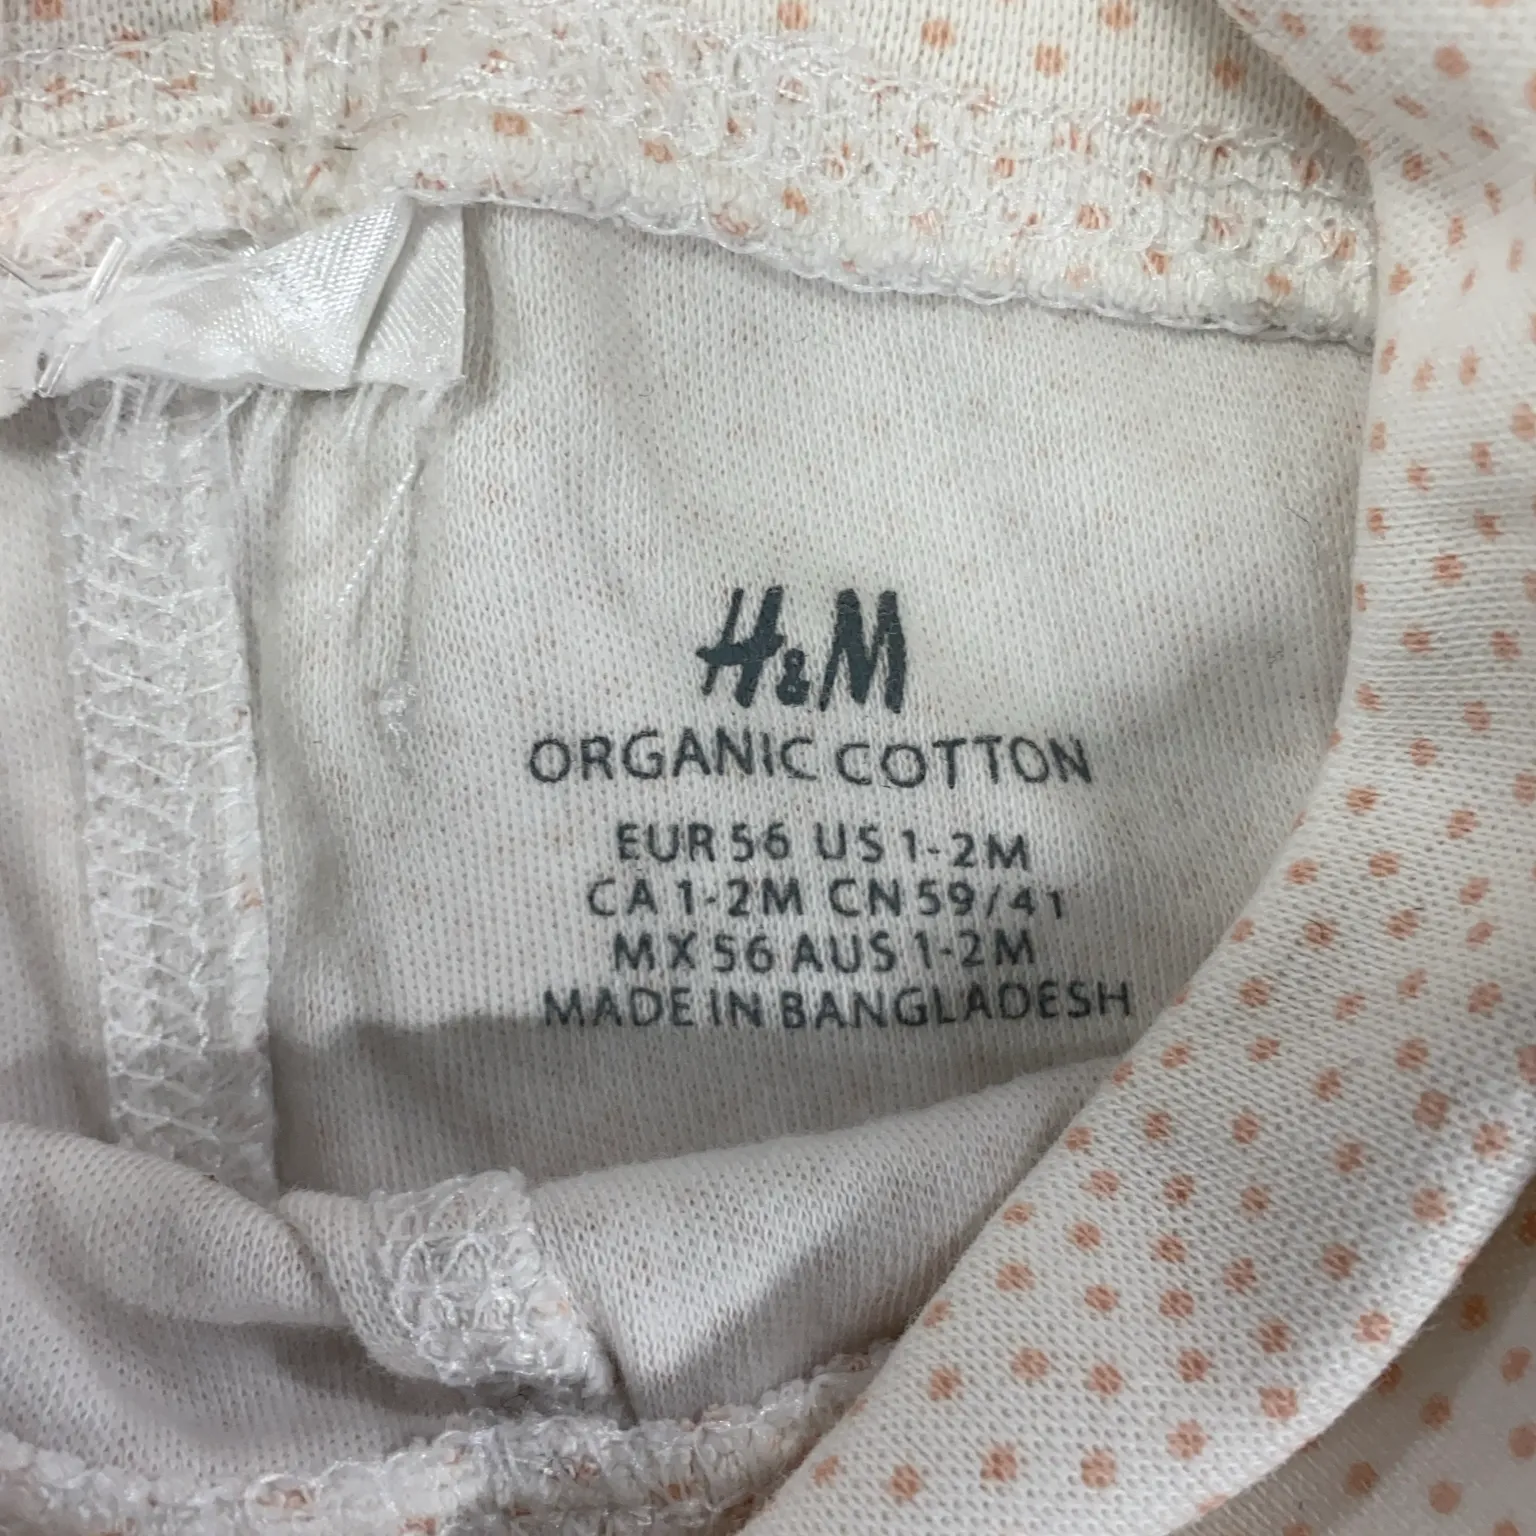 H&M
ORGANIC COTTON
EUR 56 US 1-2M
CA 1-2M CN 59/41
MX 56 AUS 1-2M
MADE IN BANGLADESH